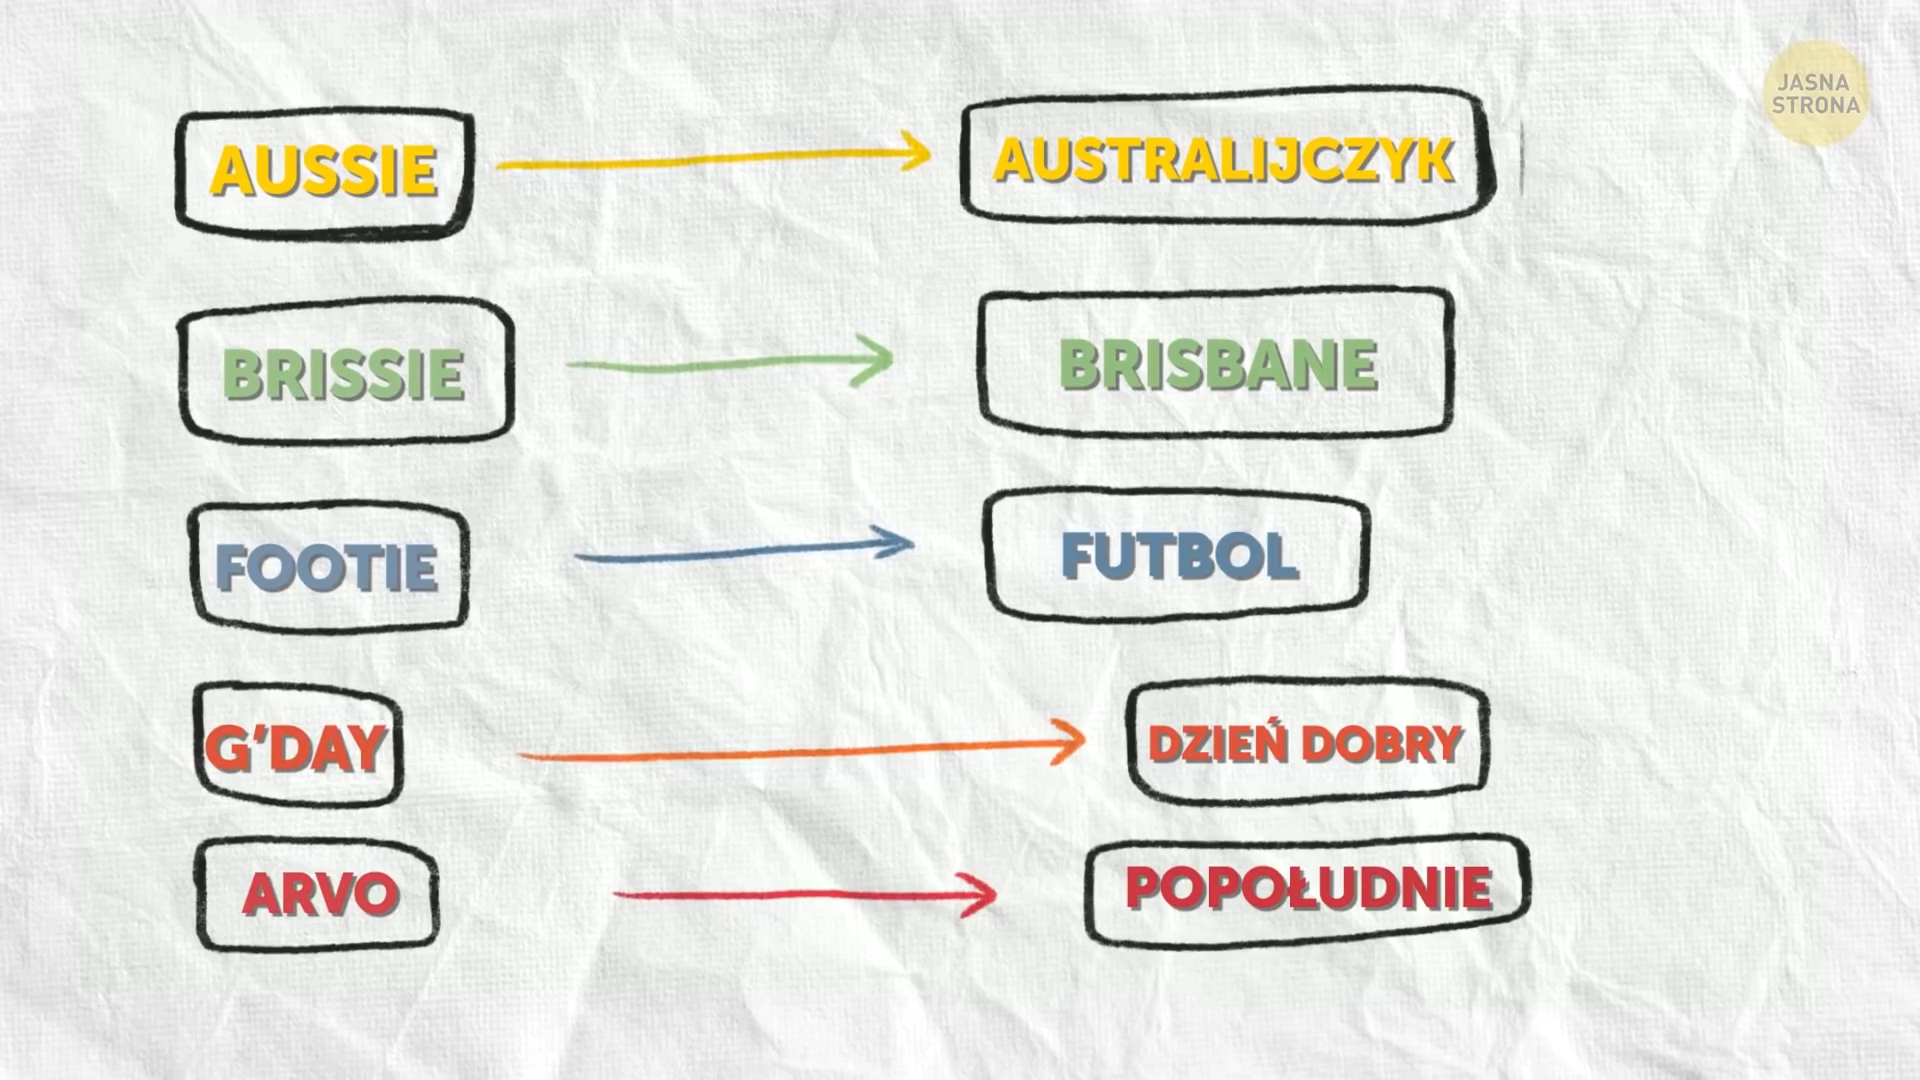 JASNA
STRONA
AUSSIE
AUSTRALIJCZYK
BRISSIE
BRISBANE
FOOTIE
FUTBOL
G'DAY
DZIEŃ DOBRY
ARVO
POPOŁUDNIE